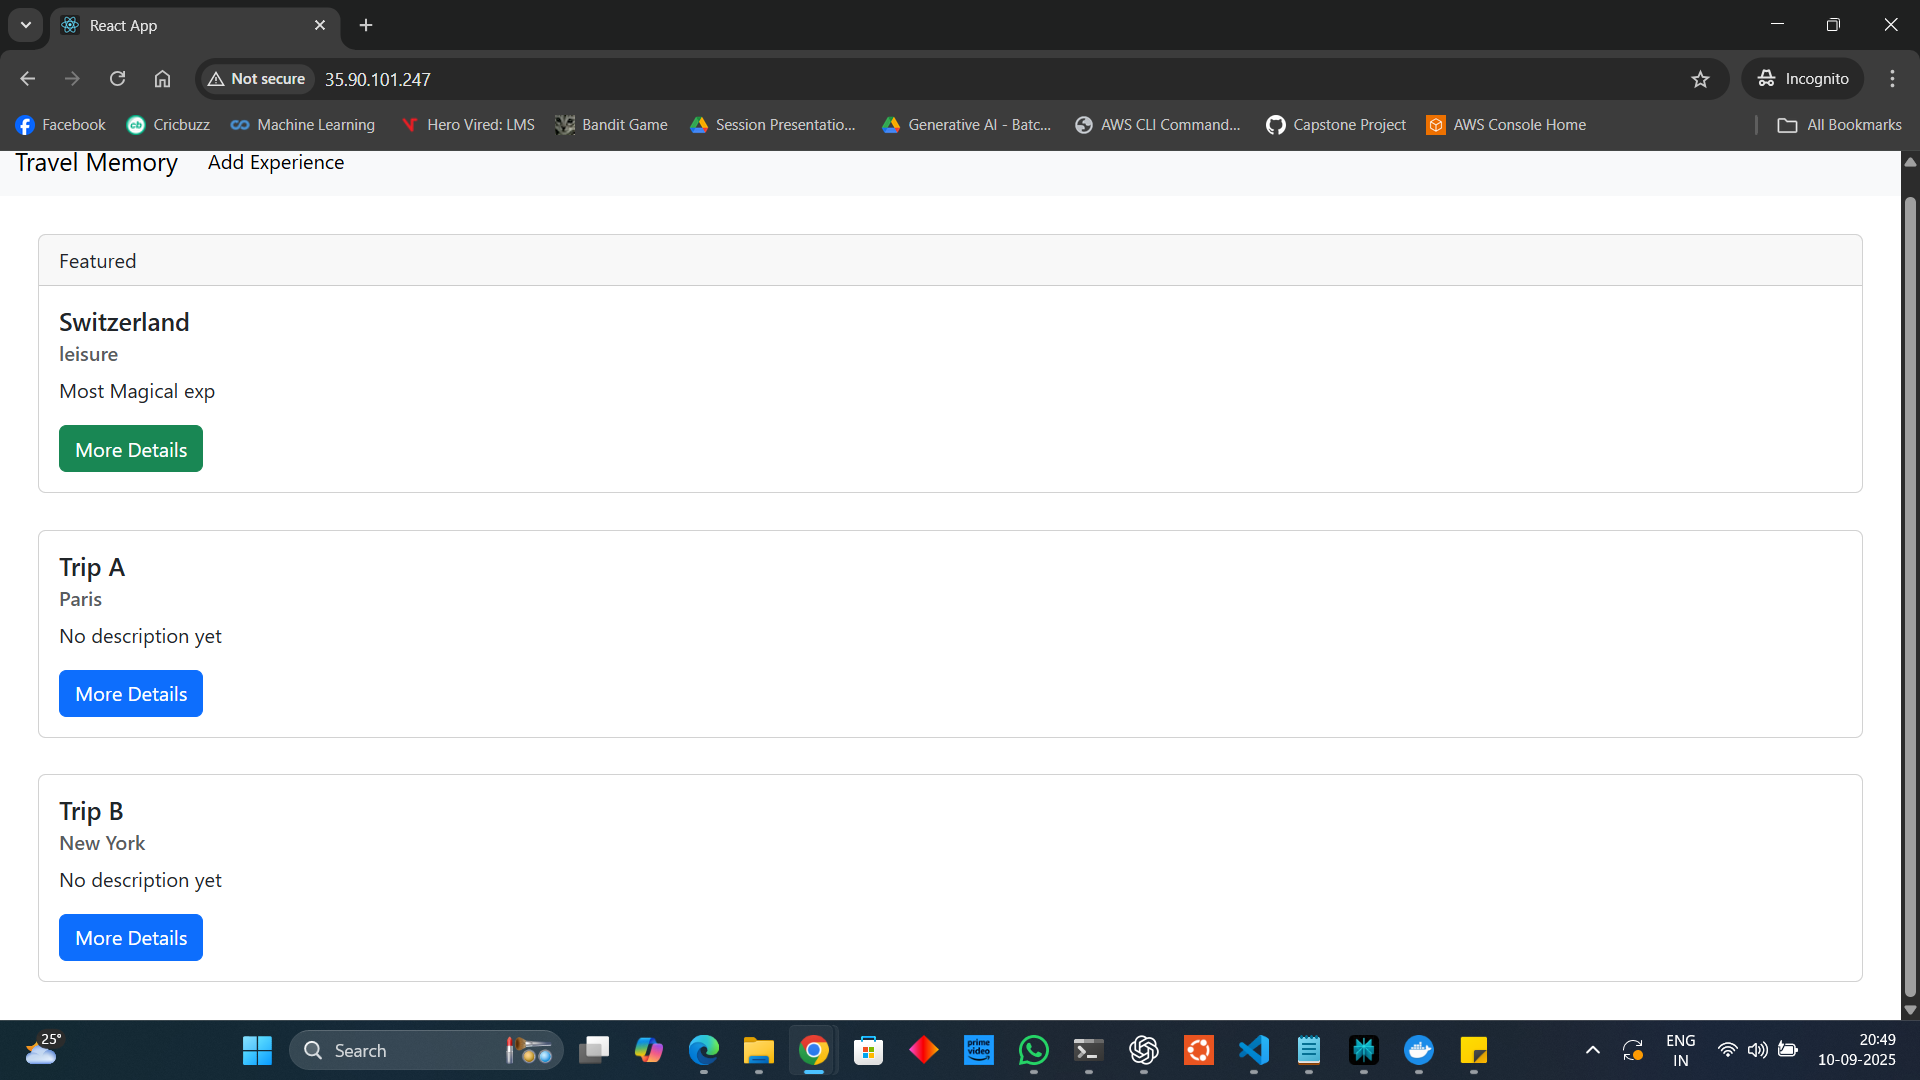 React App
Not secure 35.90.101.247 Incognito
Facebook Cricbuzz Machine Learning Hero Vired: LMS Bandit Game Session Presentatio... Generative AI - Batc... AWS CLI Command... Capstone Project AWS Console Home All Bookmarks
Travel Memory Add Experience
Featured
Switzerland
leisure
Most Magical exp
More Details
Trip A
Paris
No description yet
More Details
Trip B
New York
No description yet
More Details
25° Search prime video ENG 20:49
IN 10-09-2025